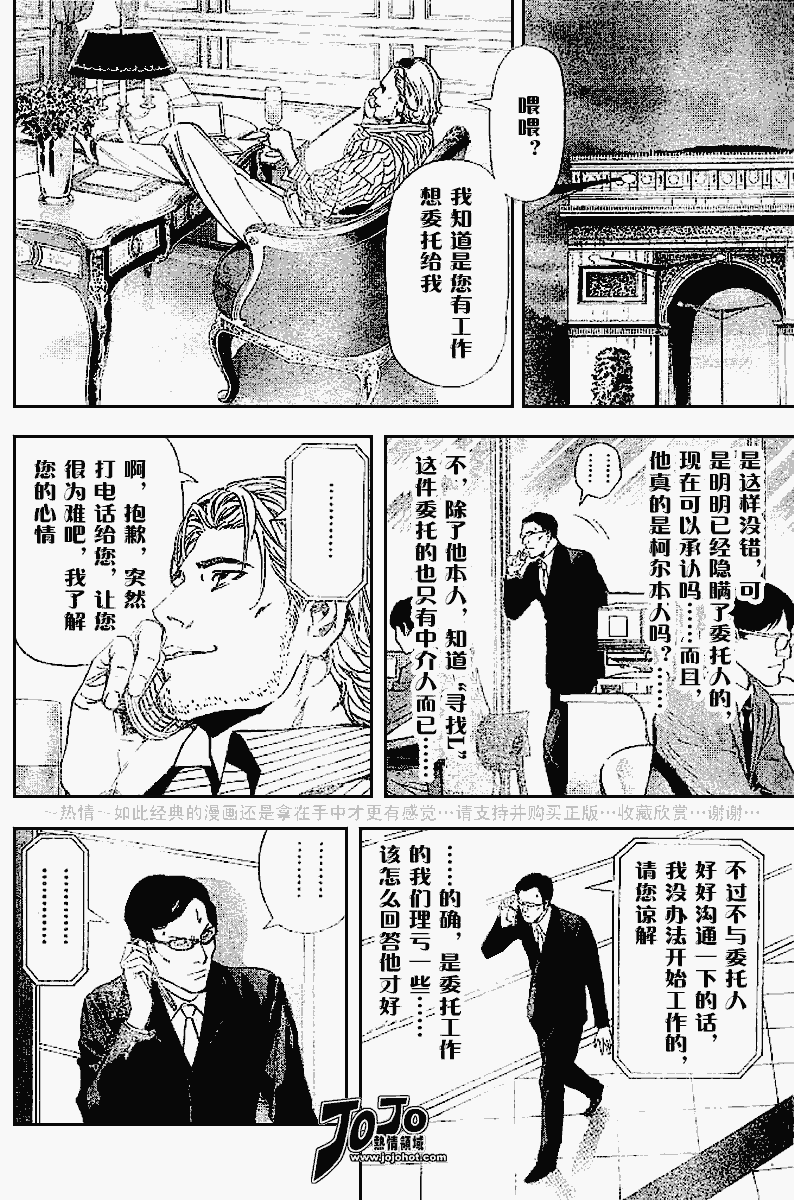 喂喂？
我知道是您有工作
想委托给我
是这样没错，可
是明明已经隐瞒了委托人的，
现在可以承认吗……而且，
他真的是柯尔本人吗？……
……
不，除了他本人，知道“寻找L”
这件委托的也只有中介人而已……
……
啊，抱歉，突然
打电话给您，让您
很为难吧，我了解
您的心情
～热情～如此经典的漫画还是拿在手中才更有感觉…请支持并购买正版…收藏欣赏…谢谢…
不过不与委托人
好好沟通一下的话，
我没办法开始工作的，
请您谅解
……的确，是委托工作
的我们理亏一些……
该怎么回答他才好
……
……
……
……
JOJO
熱情領域
www.jojohot.com